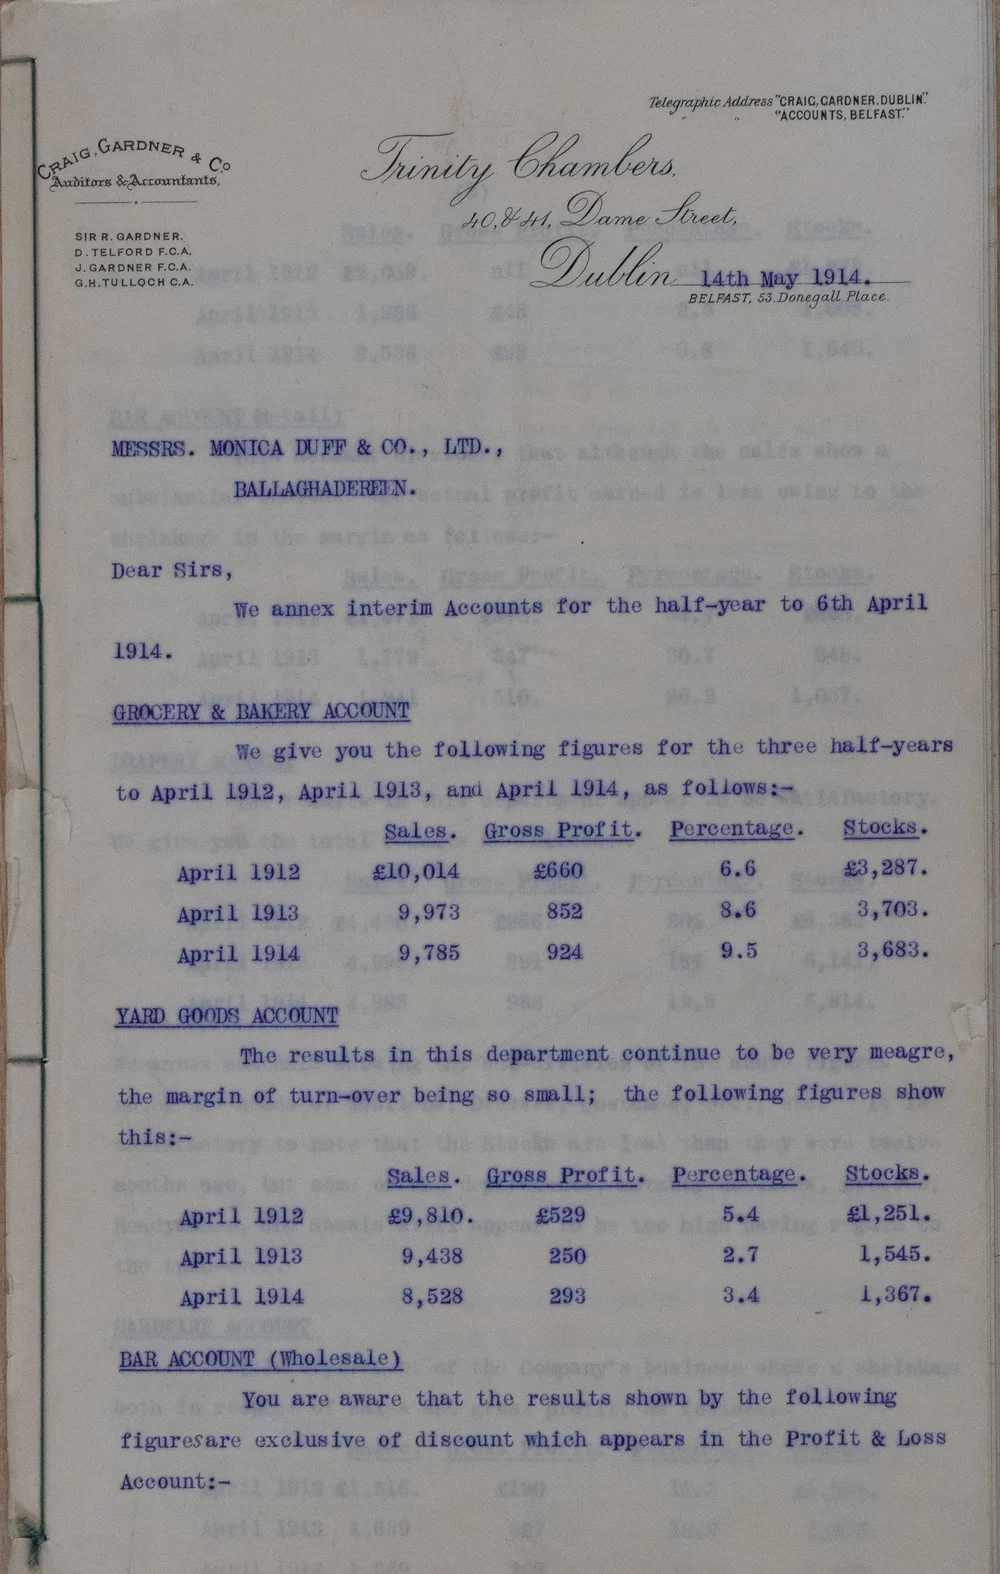 Telegraphic Address "CRAIG, GARDNER, DUBLIN."
" " "ACCOUNTS, BELFAST."
CRAIG, GARDNER & Co.
Auditors & Accountants,
SIR R. GARDNER.
D. TELFORD F.C.A.
J. GARDNER F.C.A.
G.H. TULLOCH C.A.
Trinity Chambers,
40, & 41, Dame Street,
Dublin 14th May 1914.
BELFAST, 53, Donegall Place.
MESSRS. MONICA DUFF & CO., LTD.,
BALLAGHADEREEN.
Dear Sirs,
We annex interim Accounts for the half-year to 6th April
1914.
GROCERY & BAKERY ACCOUNT
We give you the following figures for the three half-years
to April 1912, April 1913, and April 1914, as follows:-
Sales. Gross Profit. Percentage. Stocks.
April 1912 £10,014 £660 6.6 £3,287.
April 1913 9,973 852 8.6 3,703.
April 1914 9,785 924 9.5 3,683.
YARD GOODS ACCOUNT
The results in this department continue to be very meagre,
the margin of turn-over being so small; the following figures show
this:-
Sales. Gross Profit. Percentage. Stocks.
April 1912 £9,810. £529 5.4 £1,251.
April 1913 9,438 250 2.7 1,545.
April 1914 8,528 293 3.4 1,367.
BAR ACCOUNT (Wholesale)
You are aware that the results shown by the following
figuresare exclusive of discount which appears in the Profit & Loss
Account:-